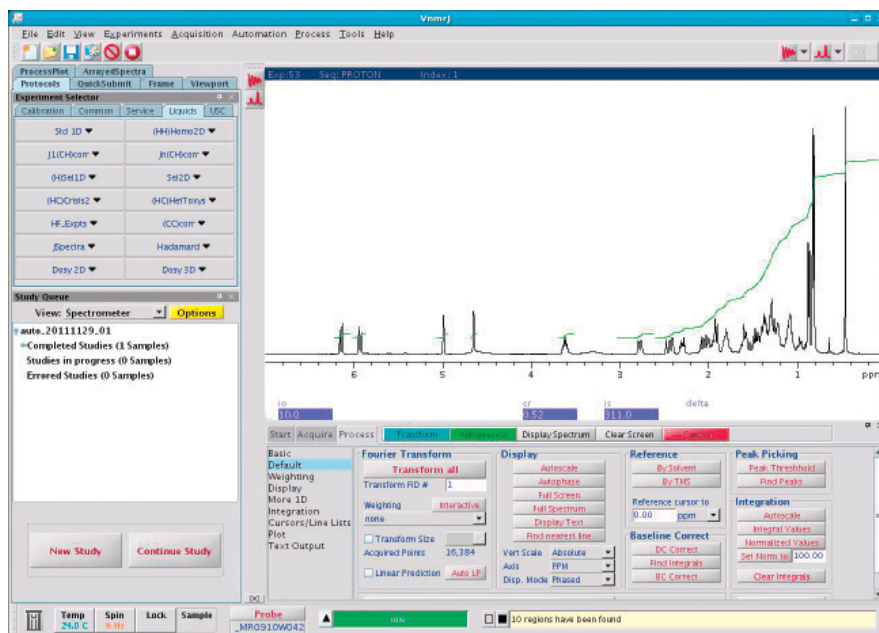 VnmrJ
File Edit View Experiments Acquisition Automation Process Tools Help
ProcessPlot ArrayedSpectra
Protocols QuickSubmit Frame Viewport
Experiment Selector
Calibration Common Service Liquids USC
Std 1D (HH)Homo2D
J1(CH)corr Jn(CH)corr
(H)Sel1D Sel2D
(HC)Crisis2 (HC)HetToxys
HF_Expts (CC)corr
JSpectra Hadamard
Dosy 2D Dosy 3D
Study Queue
View: Spectrometer Options
auto_20111129_01
Completed Studies (1 Samples)
Studies in progress (0 Samples)
Errored Studies (0 Samples)
New Study Continue Study
Exp:53 Seq: PROTON Index: 1
6 5 4 3 2 1 ppm
io cr is delta
10.0 0.52 311.0
Start Acquire Process Transform Autoprocess Display Spectrum Clear Screen Cancel
Basic
Default
Weighting
Display
More 1D
Integration
Cursors/Line Lists
Plot
Text Output
Fourier Transform
Transform all
Transform FID # 1
Weighting Interactive
none
Transform Size
Acquired Points 16,384
Linear Prediction Auto LP
Display
Autoscale
Autophase
Full Screen
Full Spectrum
Display Text
Find nearest line
Vert Scale Absolute
Axis PPM
Disp. Mode Phased
Reference
By Solvent
By TMS
Reference cursor to
0.00 ppm
Baseline Correct
DC Correct
Find Integrals
BC Correct
Peak Picking
Peak Threshhold
Find Peaks
Integration
Autoscale
Integral Values
Normalized Values
Set Norm to 100.00
Clear Integrals
Temp Spin Lock Sample Probe
24.0 C 0 Hz _MR0910W042
Idle
10 regions have been found